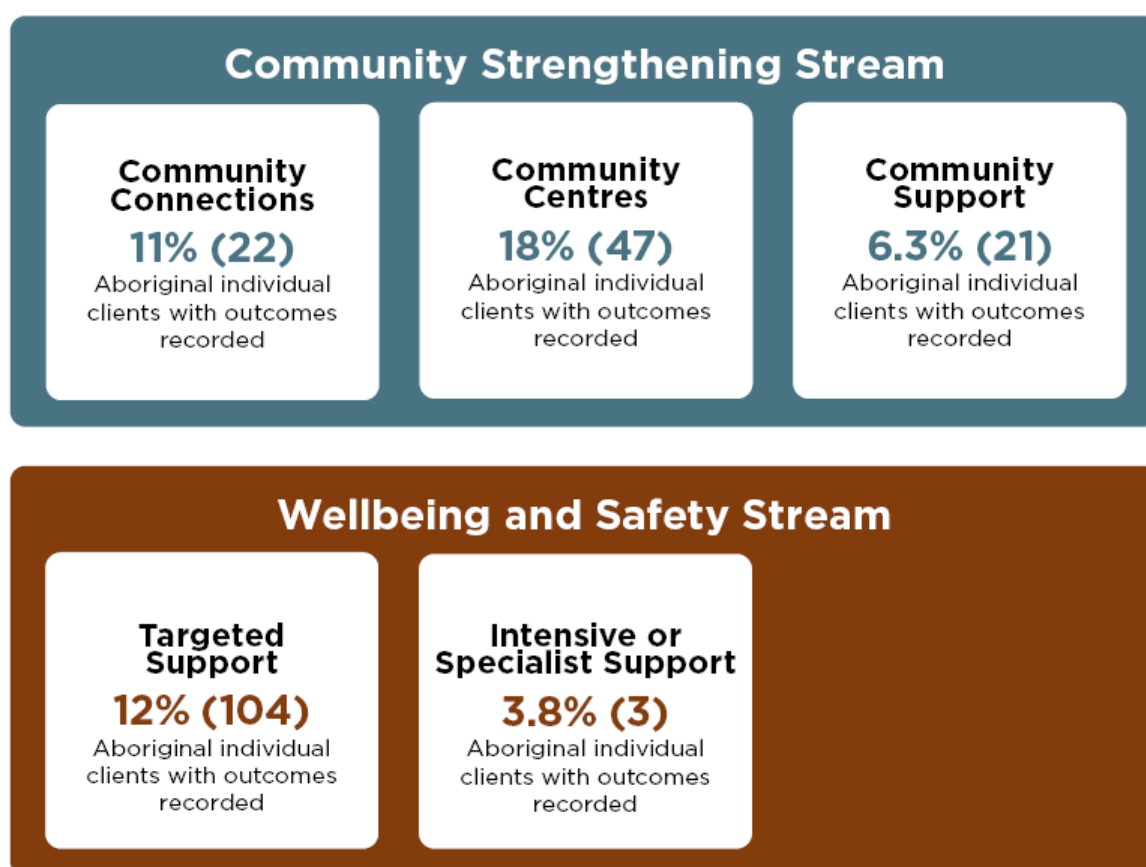 Community Strengthening Stream
Community
Connections
11% (22)
Aboriginal individual
clients with outcomes
recorded
Community
Centres
18% (47)
Aboriginal individual
clients with outcomes
recorded
Community
Support
6.3% (21)
Aboriginal individual
clients with outcomes
recorded
Wellbeing and Safety Stream
Targeted
Support
12% (104)
Aboriginal individual
clients with outcomes
recorded
Intensive or
Specialist Support
3.8% (3)
Aboriginal individual
clients with outcomes
recorded